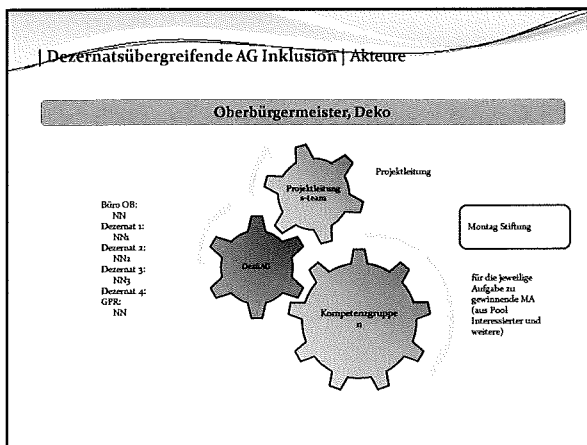 | Dezernatsübergreifende AG Inklusion | Akteure
Oberbürgermeister, Deko
Projektleitung
s-team
Projektleitung
Büro OB:
NN
Dezernat 1:
NN1
Dezernat 2:
NN2
Dezernat 3:
NN3
Dezernat 4:
GPR:
NN
DezüAG
Kompetenzgruppe
n
Montag Stiftung
für die jeweilige
Aufgabe zu
gewinnende MA
(aus Pool
Interessierter und
weitere)